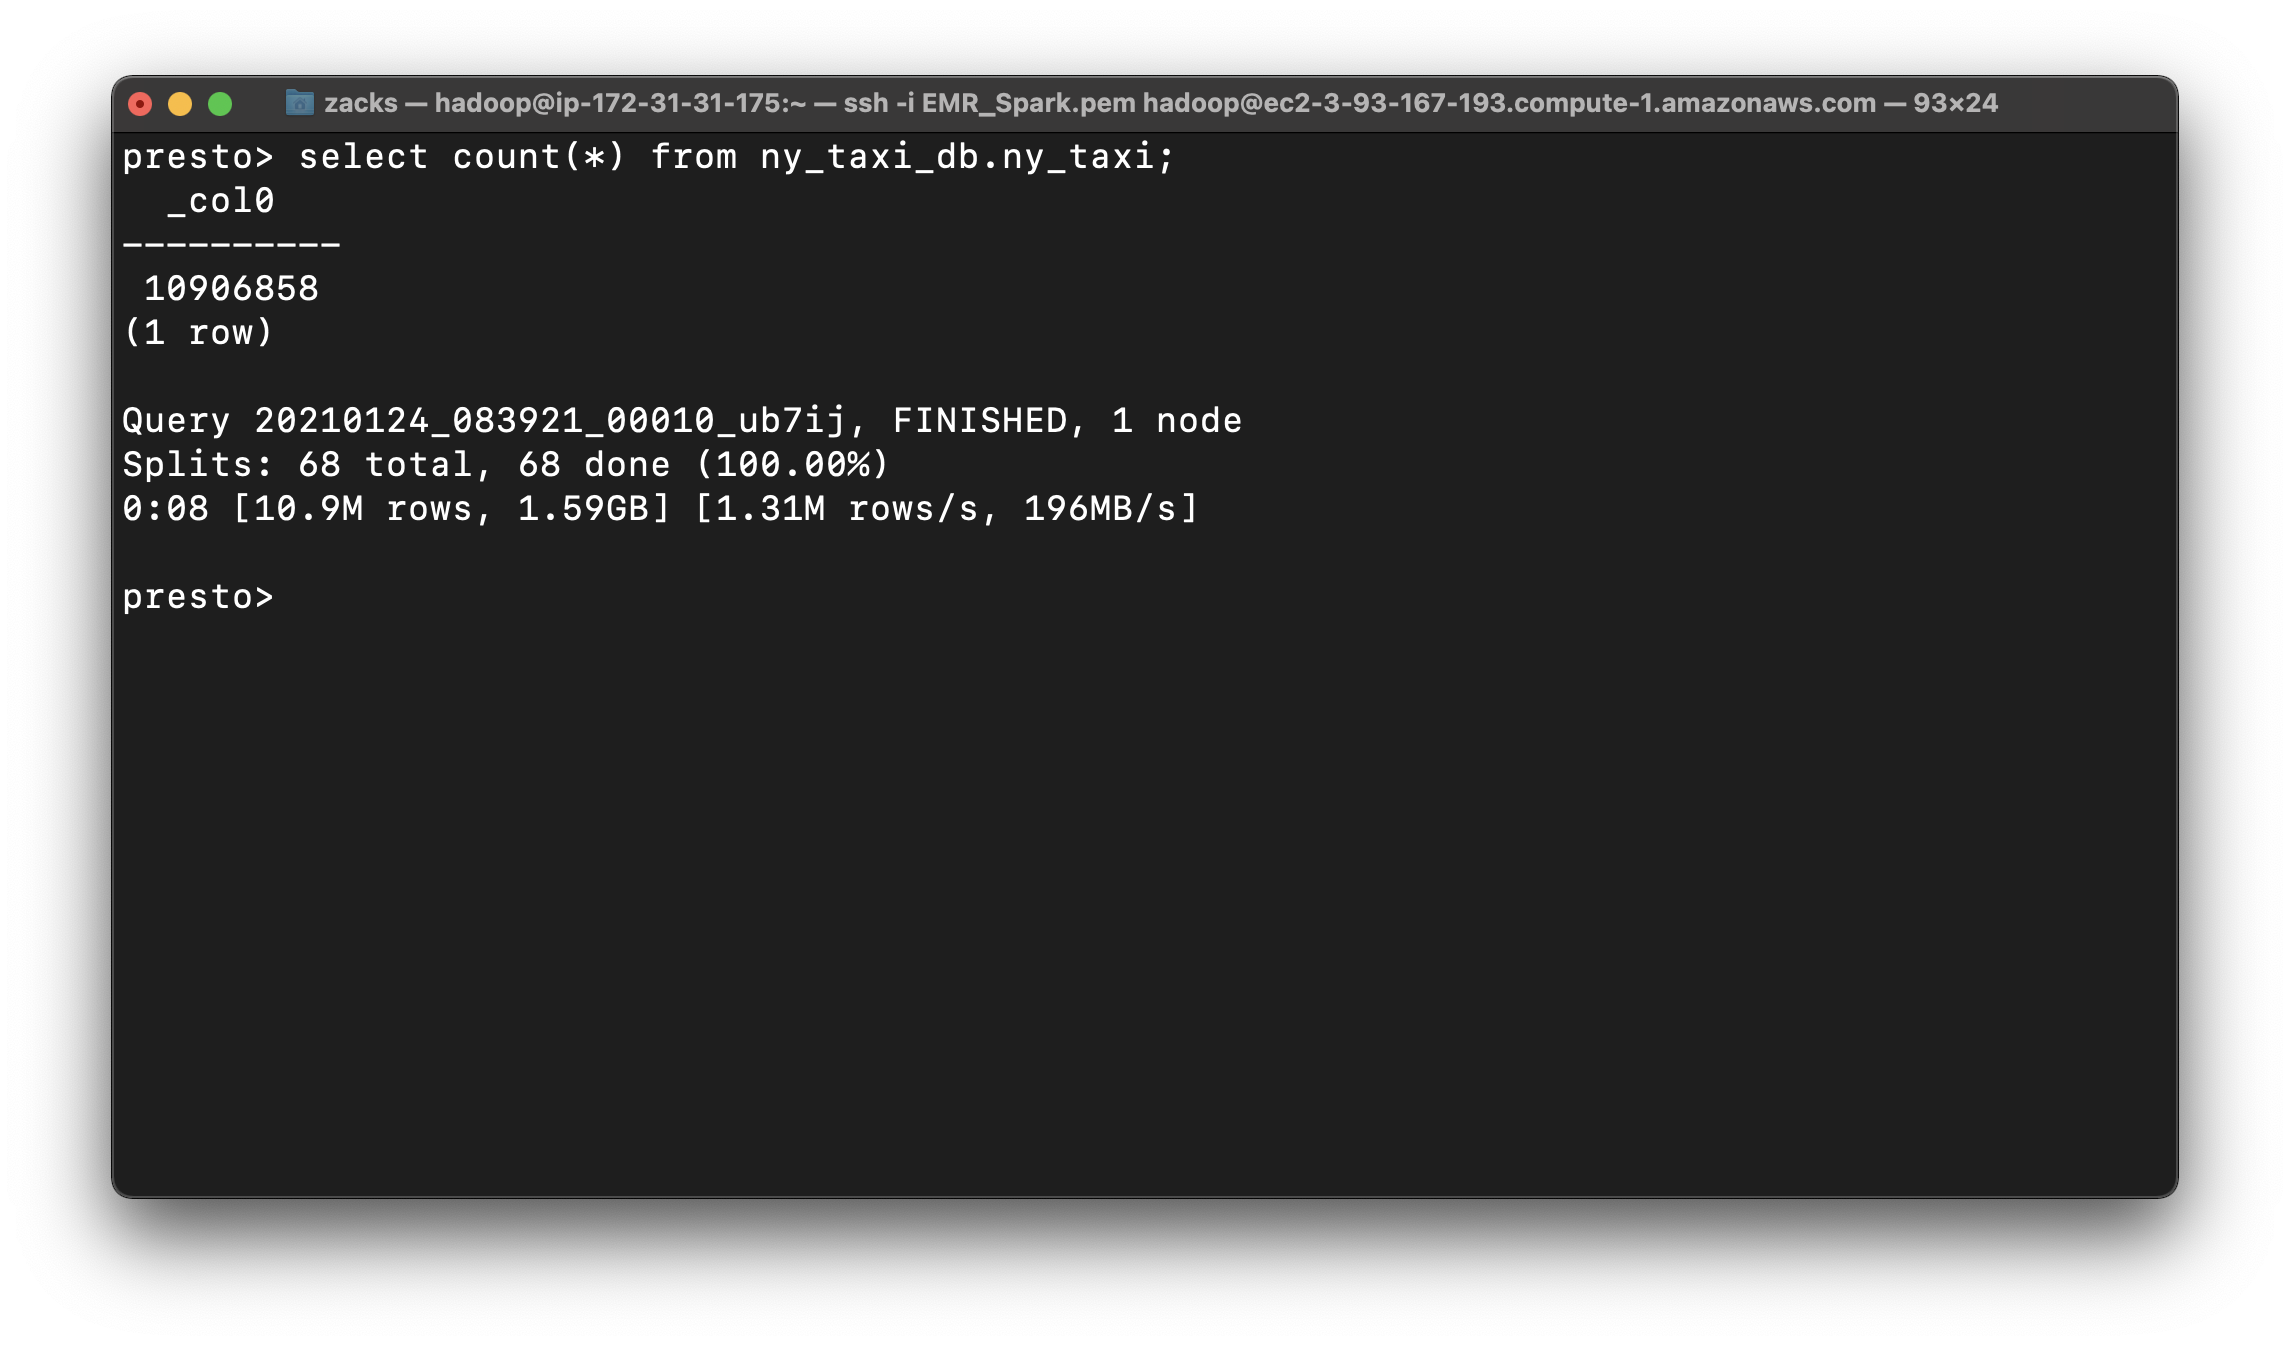 zacks — hadoop@ip-172-31-31-175:~ — ssh -i EMR_Spark.pem hadoop@ec2-3-93-167-193.compute-1.amazonaws.com — 93×24
presto> select count(*) from ny_taxi_db.ny_taxi;
  _col0
----------
 10906858
(1 row)

Query 20210124_083921_00010_ub7ij, FINISHED, 1 node
Splits: 68 total, 68 done (100.00%)
0:08 [10.9M rows, 1.59GB] [1.31M rows/s, 196MB/s]

presto>